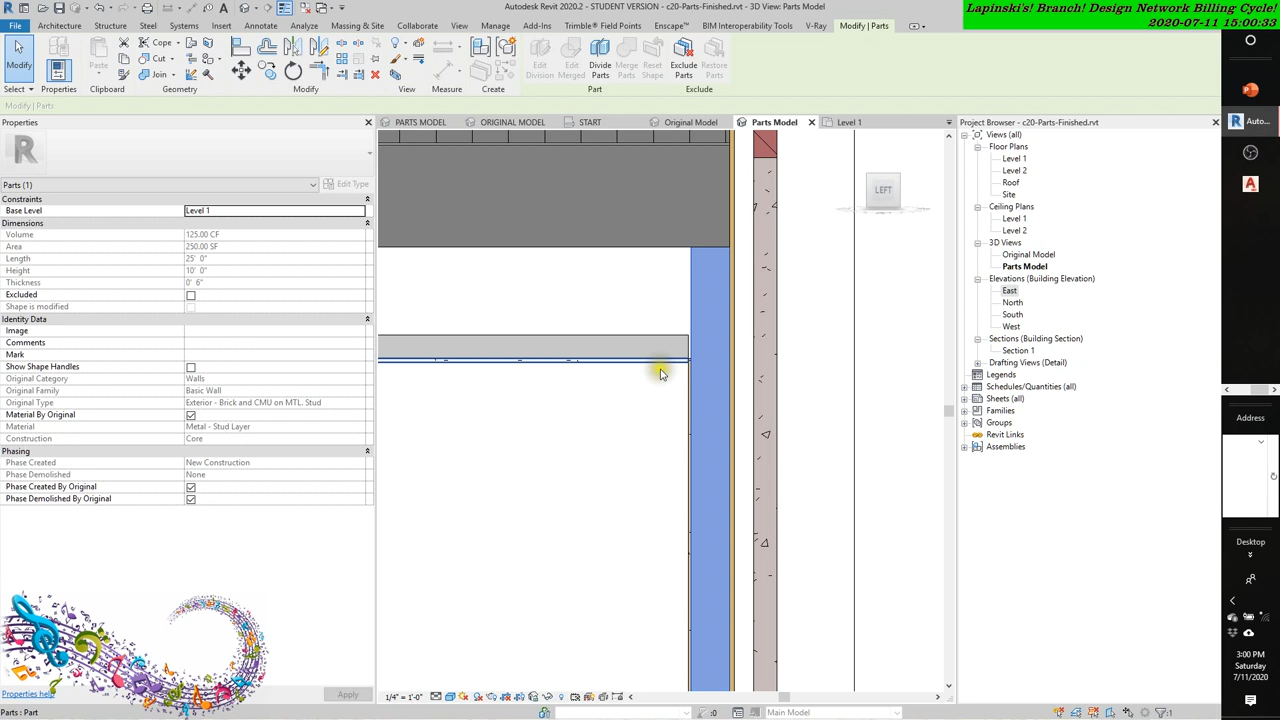 Autodesk Revit 2020.2 - STUDENT VERSION - c20-Parts-Finished.rvt - 3D View: Parts Model
Lapinski's! Branch! Design Network Billing Cycle!
2020-07-11 15:00:33
File Architecture Structure Steel Systems Insert Annotate Analyze Massing & Site Collaborate View Manage Add-Ins Trimble® Field Points Enscape™ BIM Interoperability Tools V-Ray Modify | Parts
Modify
Properties
Paste
Cope
Cut
Join
Edit Division
Edit Merged
Divide Parts
Merge Parts
Reset Shape
Exclude Parts
Restore Parts
Select Properties Clipboard Geometry Modify View Measure Create Part Exclude
Modify | Parts
Properties
PARTS MODEL ORIGINAL MODEL START Original Model Parts Model Level 1
Project Browser - c20-Parts-Finished.rvt
Parts (1) Edit Type
Constraints
Base Level Level 1
Dimensions
Volume 125.00 CF
Area 250.00 SF
Length 25' 0"
Height 10' 0"
Thickness 0' 6"
Excluded
Shape is modified
Identity Data
Image
Comments
Mark
Show Shape Handles
Original Category Walls
Original Family Basic Wall
Original Type Exterior - Brick and CMU on MTL. Stud
Material By Original
Material Metal - Stud Layer
Construction Core
Phasing
Phase Created New Construction
Phase Demolished None
Phase Created By Original
Phase Demolished By Original
Properties help
Apply
LEFT
Views (all)
Floor Plans
Level 1
Level 2
Roof
Site
Ceiling Plans
Level 1
Level 2
3D Views
Original Model
Parts Model
Elevations (Building Elevation)
East
North
South
West
Sections (Building Section)
Section 1
Drafting Views (Detail)
Legends
Schedules/Quantities (all)
Sheets (all)
Families
Groups
Revit Links
Assemblies
1/4" = 1'-0"
Parts : Part
:0
Main Model
:1
Auto...
Address
Desktop
3:00 PM
Saturday
7/11/2020